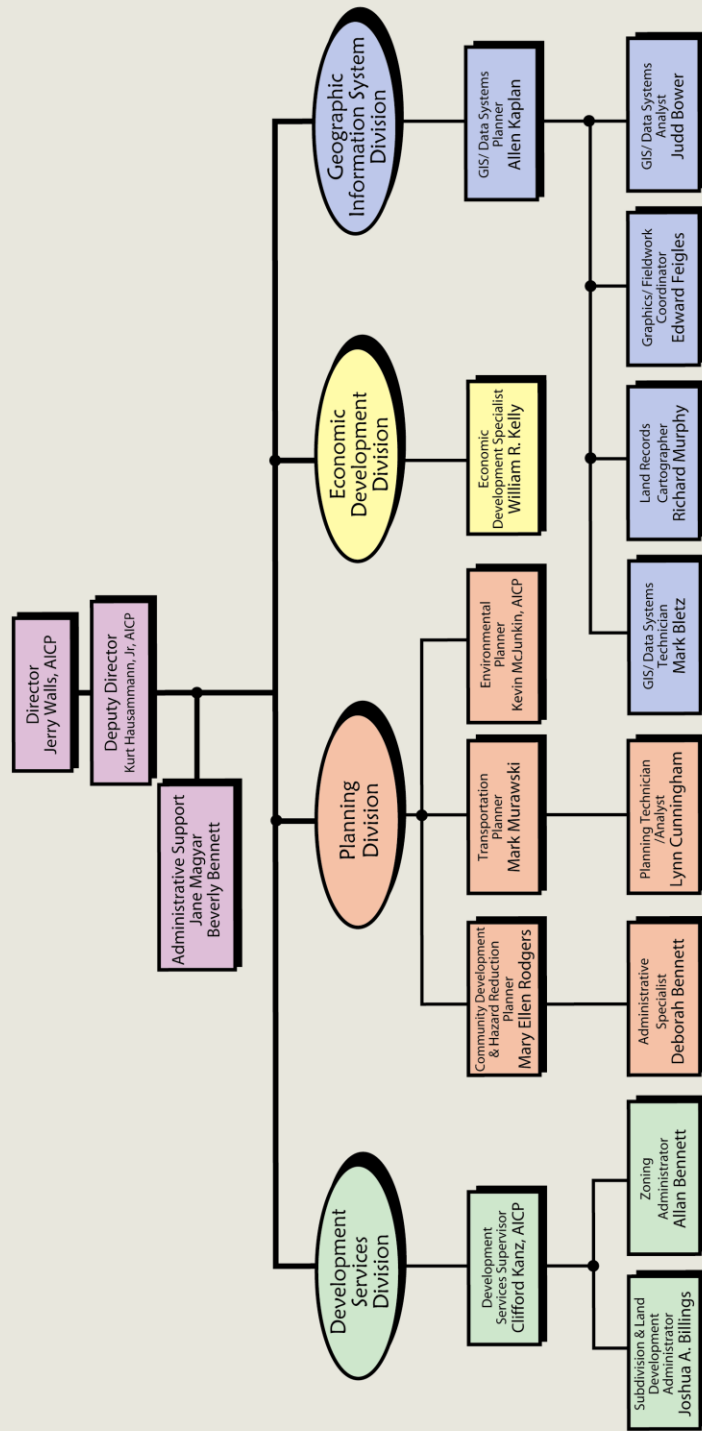 Director
Jerry Walls, AICP
Deputy Director
Kurt Hausammann, Jr, AICP
Administrative Support
Jane Magyar
Beverly Bennett
Development
Services
Division
Planning
Division
Economic
Development
Division
Geographic
Information System
Division
Development
Services Supervisor
Clifford Kanz, AICP
Community Development
& Hazard Reduction
Planner
Mary Ellen Rodgers
Transportation
Planner
Mark Murawski
Environmental
Planner
Kevin McJunkin, AICP
Economic
Development Specialist
William R. Kelly
GIS/ Data Systems
Planner
Allen Kaplan
Subdivision & Land
Development
Administrator
Joshua A. Billings
Zoning
Administrator
Allan Bennett
Administrative
Specialist
Deborah Bennett
Planning Technician
/Analyst
Lynn Cunningham
GIS/ Data Systems
Technician
Mark Bletz
Land Records
Cartographer
Richard Murphy
Graphics/ Fieldwork
Coordinator
Edward Feigles
GIS/ Data Systems
Analyst
Judd Bower